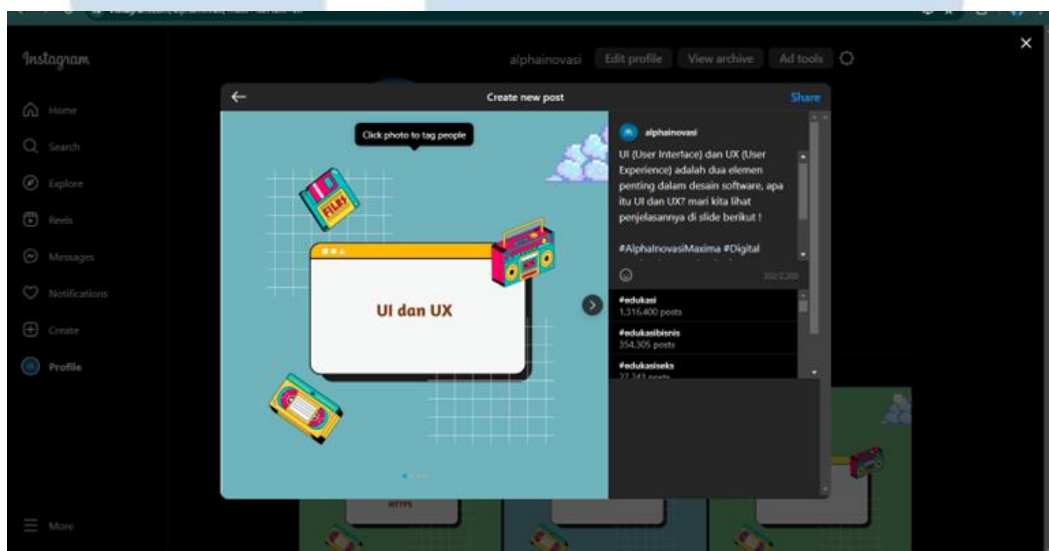 Instagram
alphainovasi Edit profile View archive Ad tools
Home
Search
Explore
Reels
Messages
Notifications
Create
Profile
More
Create new post
Share
Click photo to tag people
FILES
UI dan UX
alphainovasi
UI (User Interface) dan UX (User
Experience) adalah dua elemen
penting dalam desain software, apa
itu UI dan UX? mari kita lihat
penjelasannya di slide berikut !
#AlphaInovasiMaxima #Digital
#edukasi
1,316,400 posts
#edukasibisnis
354,305 posts
#edukasiseks
27,243 posts
HTTPS